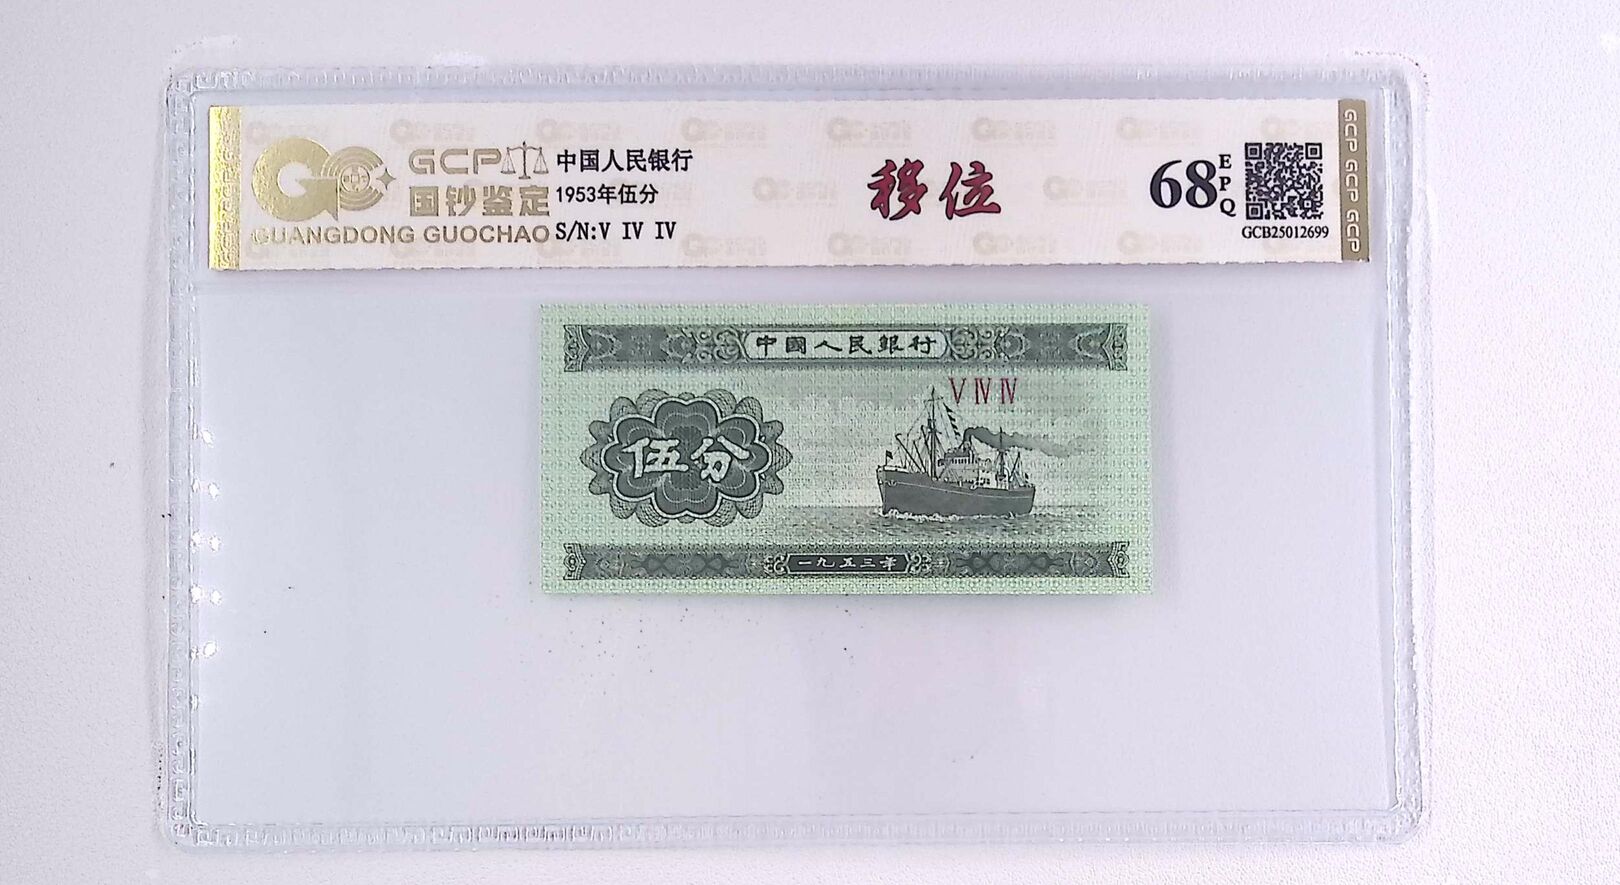 GCP
国钞鉴定
GUANGDONG GUOCHAO
中国人民银行
1953年伍分
S/N:V IV IV
移位
68
EPQ
GCB25012699
GCP GCP GCP
中國人民銀行
V IV IV
伍分
一九五三年